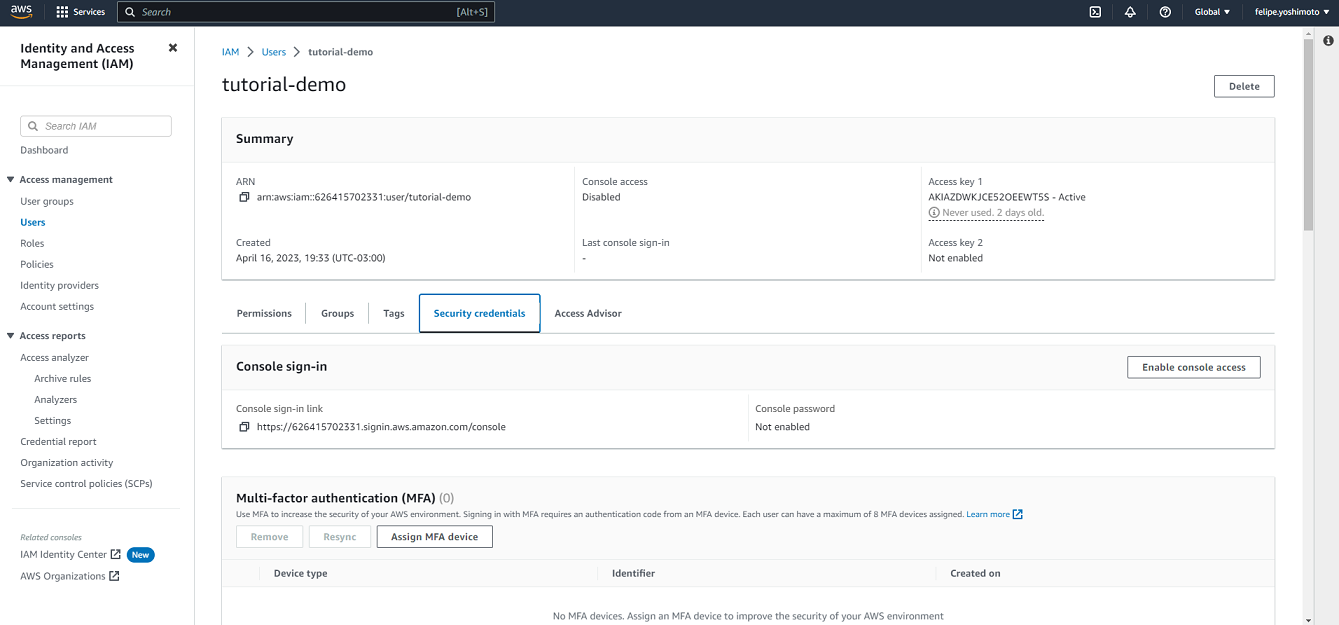 aws
Services
Search
[Alt+S]
Global
felipe.yoshimoto
Identity and Access
Management (IAM)
Search IAM
Dashboard
Access management
User groups
Users
Roles
Policies
Identity providers
Account settings
Access reports
Access analyzer
Archive rules
Analyzers
Settings
Credential report
Organization activity
Service control policies (SCPs)
Related consoles
IAM Identity Center
New
AWS Organizations
IAM > Users > tutorial-demo
tutorial-demo
Delete
Summary
ARN
arn:aws:iam::626415702331:user/tutorial-demo
Console access
Disabled
Access key 1
AKIAZDWKJCE52OEEWT5S - Active
Never used. 2 days old.
Created
April 16, 2023, 19:33 (UTC-03:00)
Last console sign-in
-
Access key 2
Not enabled
Permissions
Groups
Tags
Security credentials
Access Advisor
Console sign-in
Enable console access
Console sign-in link
https://626415702331.signin.aws.amazon.com/console
Console password
Not enabled
Multi-factor authentication (MFA) (0)
Use MFA to increase the security of your AWS environment. Signing in with MFA requires an authentication code from an MFA device. Each user can have a maximum of 8 MFA devices assigned. Learn more
Remove
Resync
Assign MFA device
Device type
Identifier
Created on
No MFA devices. Assign an MFA device to improve the security of your AWS environment